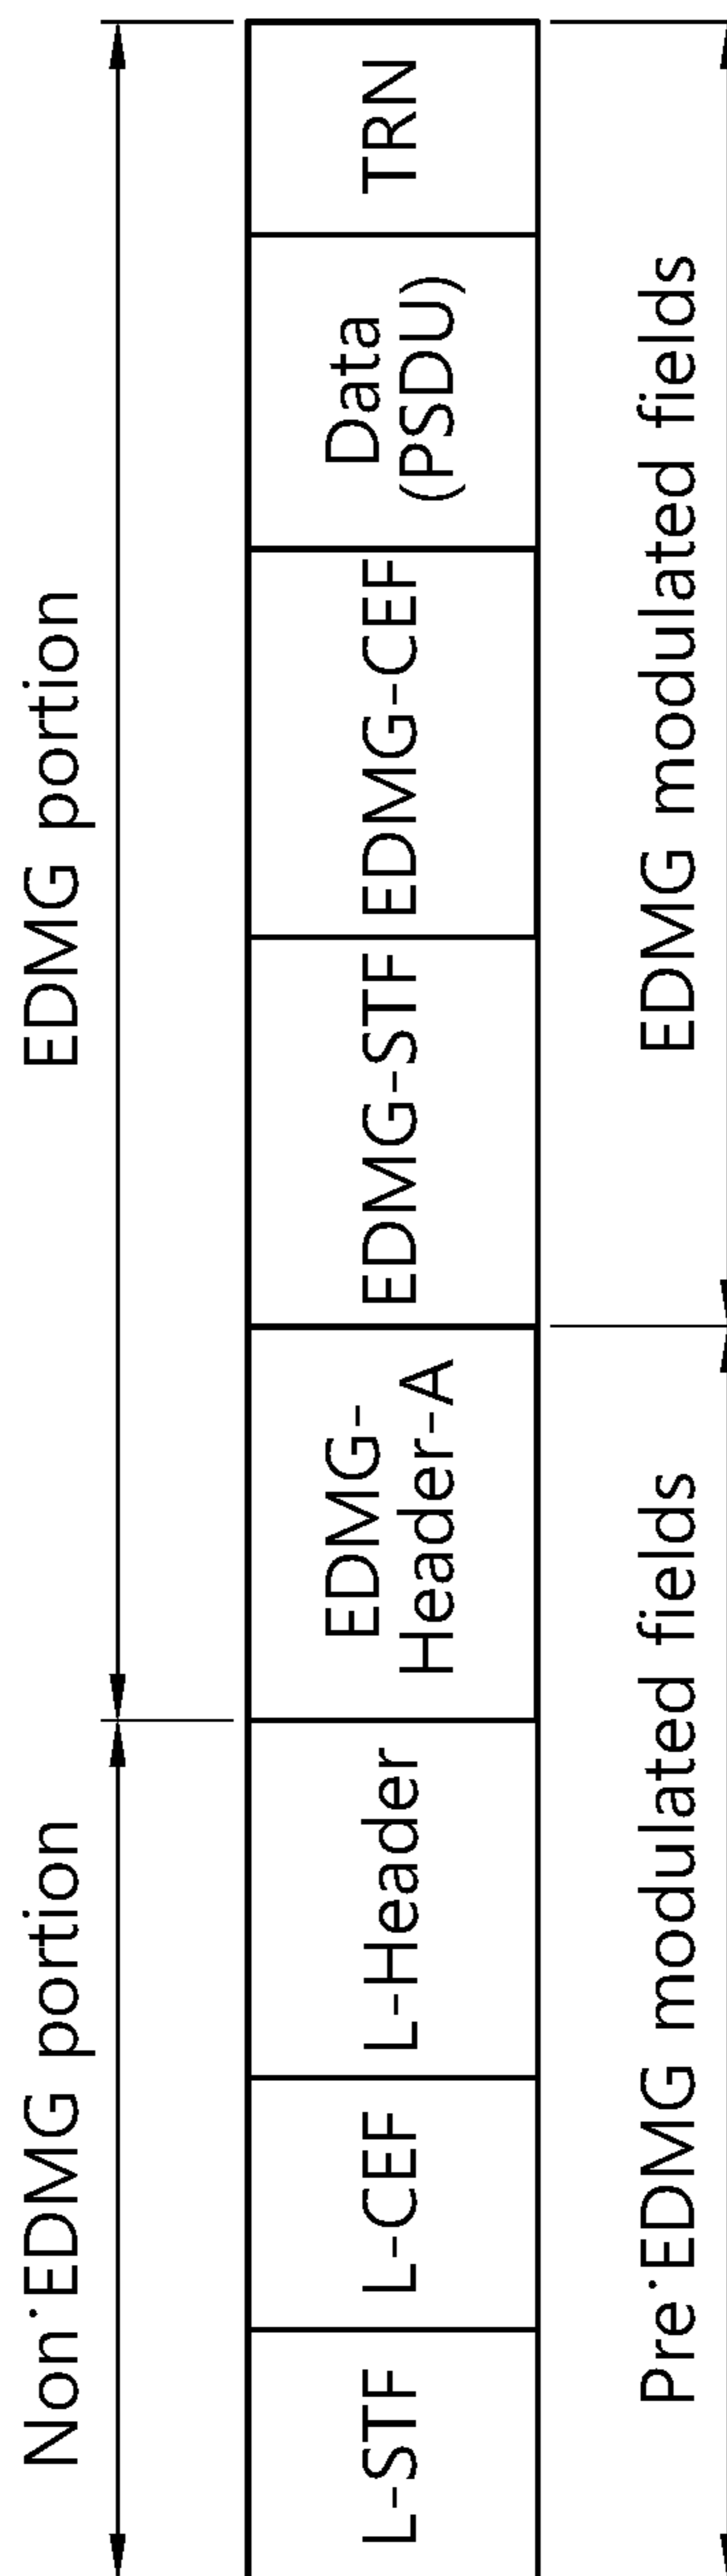 Non·EDMG portion
EDMG portion
L-STF
L-CEF
L-Header
EDMG-
Header-A
EDMG-STF
EDMG-CEF
Data
(PSDU)
TRN
Pre·EDMG modulated fields
EDMG modulated fields